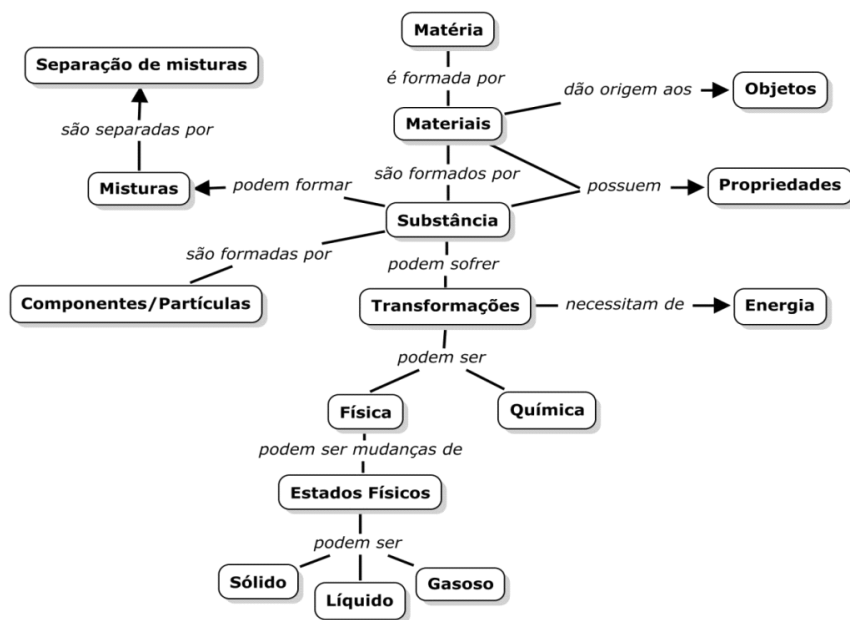 Matéria
Separação de misturas
é formada por
dão origem aos
Objetos
Materiais
são separadas por
são formados por
Misturas
podem formar
possuem
Propriedades
Substância
são formadas por
podem sofrer
Componentes/Partículas
Transformações
necessitam de
Energia
podem ser
Física
Química
podem ser mudanças de
Estados Físicos
podem ser
Sólido
Líquido
Gasoso